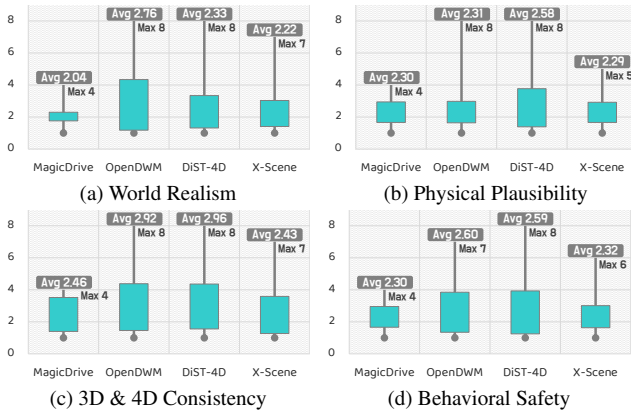 Avg 2.76
Avg 2.33
Avg 2.22
8
Max 8
Max 8
Max 7
6
Avg 2.04
4
Max 4
2
0
MagicDrive OpenDWM DiST-4D X-Scene
(a) World Realism
Avg 2.31
Avg 2.58
8
Max 8
Max 8
6
Avg 2.29
Avg 2.30
Max 5
4
Max 4
2
0
MagicDrive OpenDWM DiST-4D X-Scene
(b) Physical Plausibility
Avg 2.92
Avg 2.96
8
Max 8
Max 8
Avg 2.43
Max 7
6
Avg 2.46
4
Max 4
2
0
MagicDrive OpenDWM DiST-4D X-Scene
(c) 3D & 4D Consistency
Avg 2.59
8
Max 8
Avg 2.60
Max 7
Avg 2.32
6
Max 6
Avg 2.30
4
Max 4
2
0
MagicDrive OpenDWM DiST-4D X-Scene
(d) Behavioral Safety